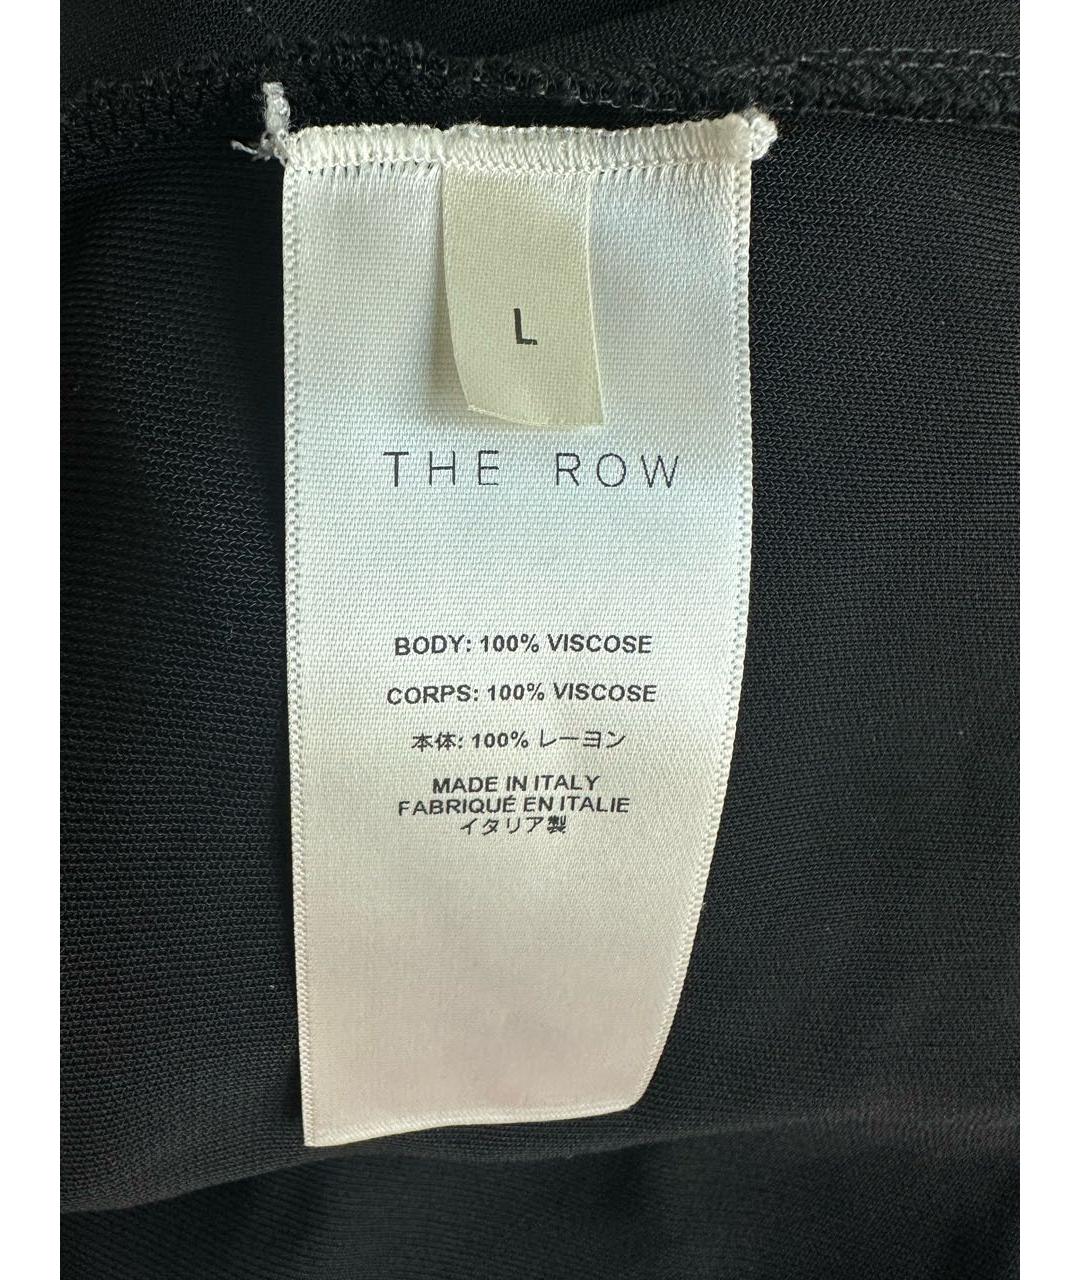 L
THE ROW
BODY: 100% VISCOSE
CORPS: 100% VISCOSE
本体: 100% レーヨン
MADE IN ITALY
FABRIQUÉ EN ITALIE
イタリア製